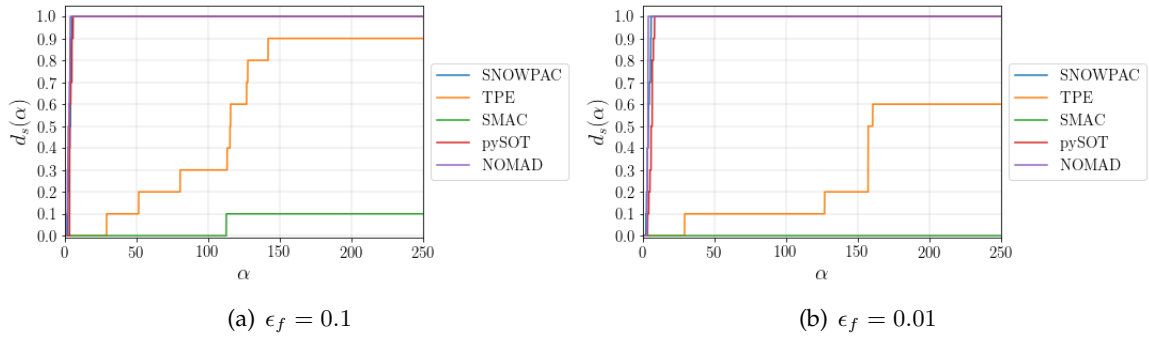 1.0
0.9
0.8
0.7
0.6
0.5
0.4
0.3
0.2
0.1
0.0
d_s(α)
0 50 100 150 200 250
α
SNOWPAC
TPE
SMAC
pySOT
NOMAD
(a) ϵ_f = 0.1
1.0
0.9
0.8
0.7
0.6
0.5
0.4
0.3
0.2
0.1
0.0
d_s(α)
0 50 100 150 200 250
α
SNOWPAC
TPE
SMAC
pySOT
NOMAD
(b) ϵ_f = 0.01